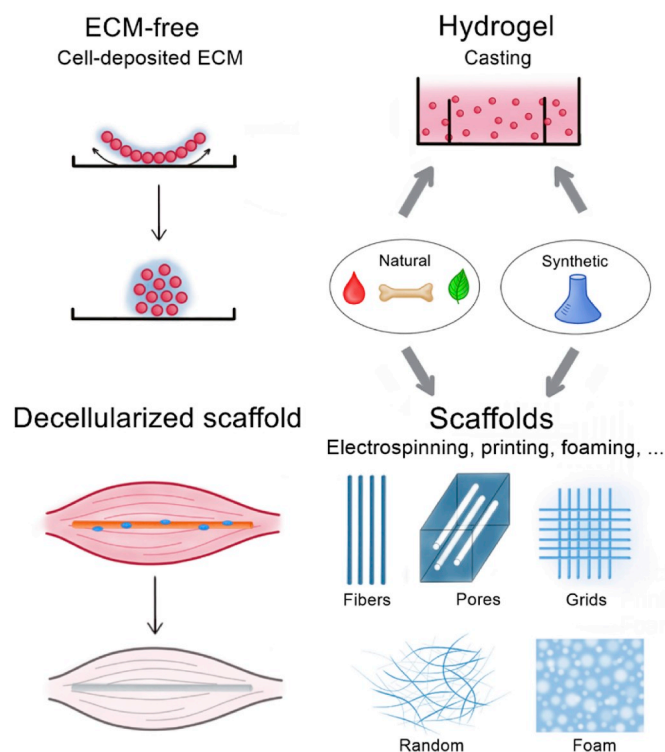 ECM-free
Cell-deposited ECM
Hydrogel
Casting
Natural
Synthetic
Decellularized scaffold
Scaffolds
Electrospinning, printing, foaming, ...
Fibers
Pores
Grids
Random
Foam